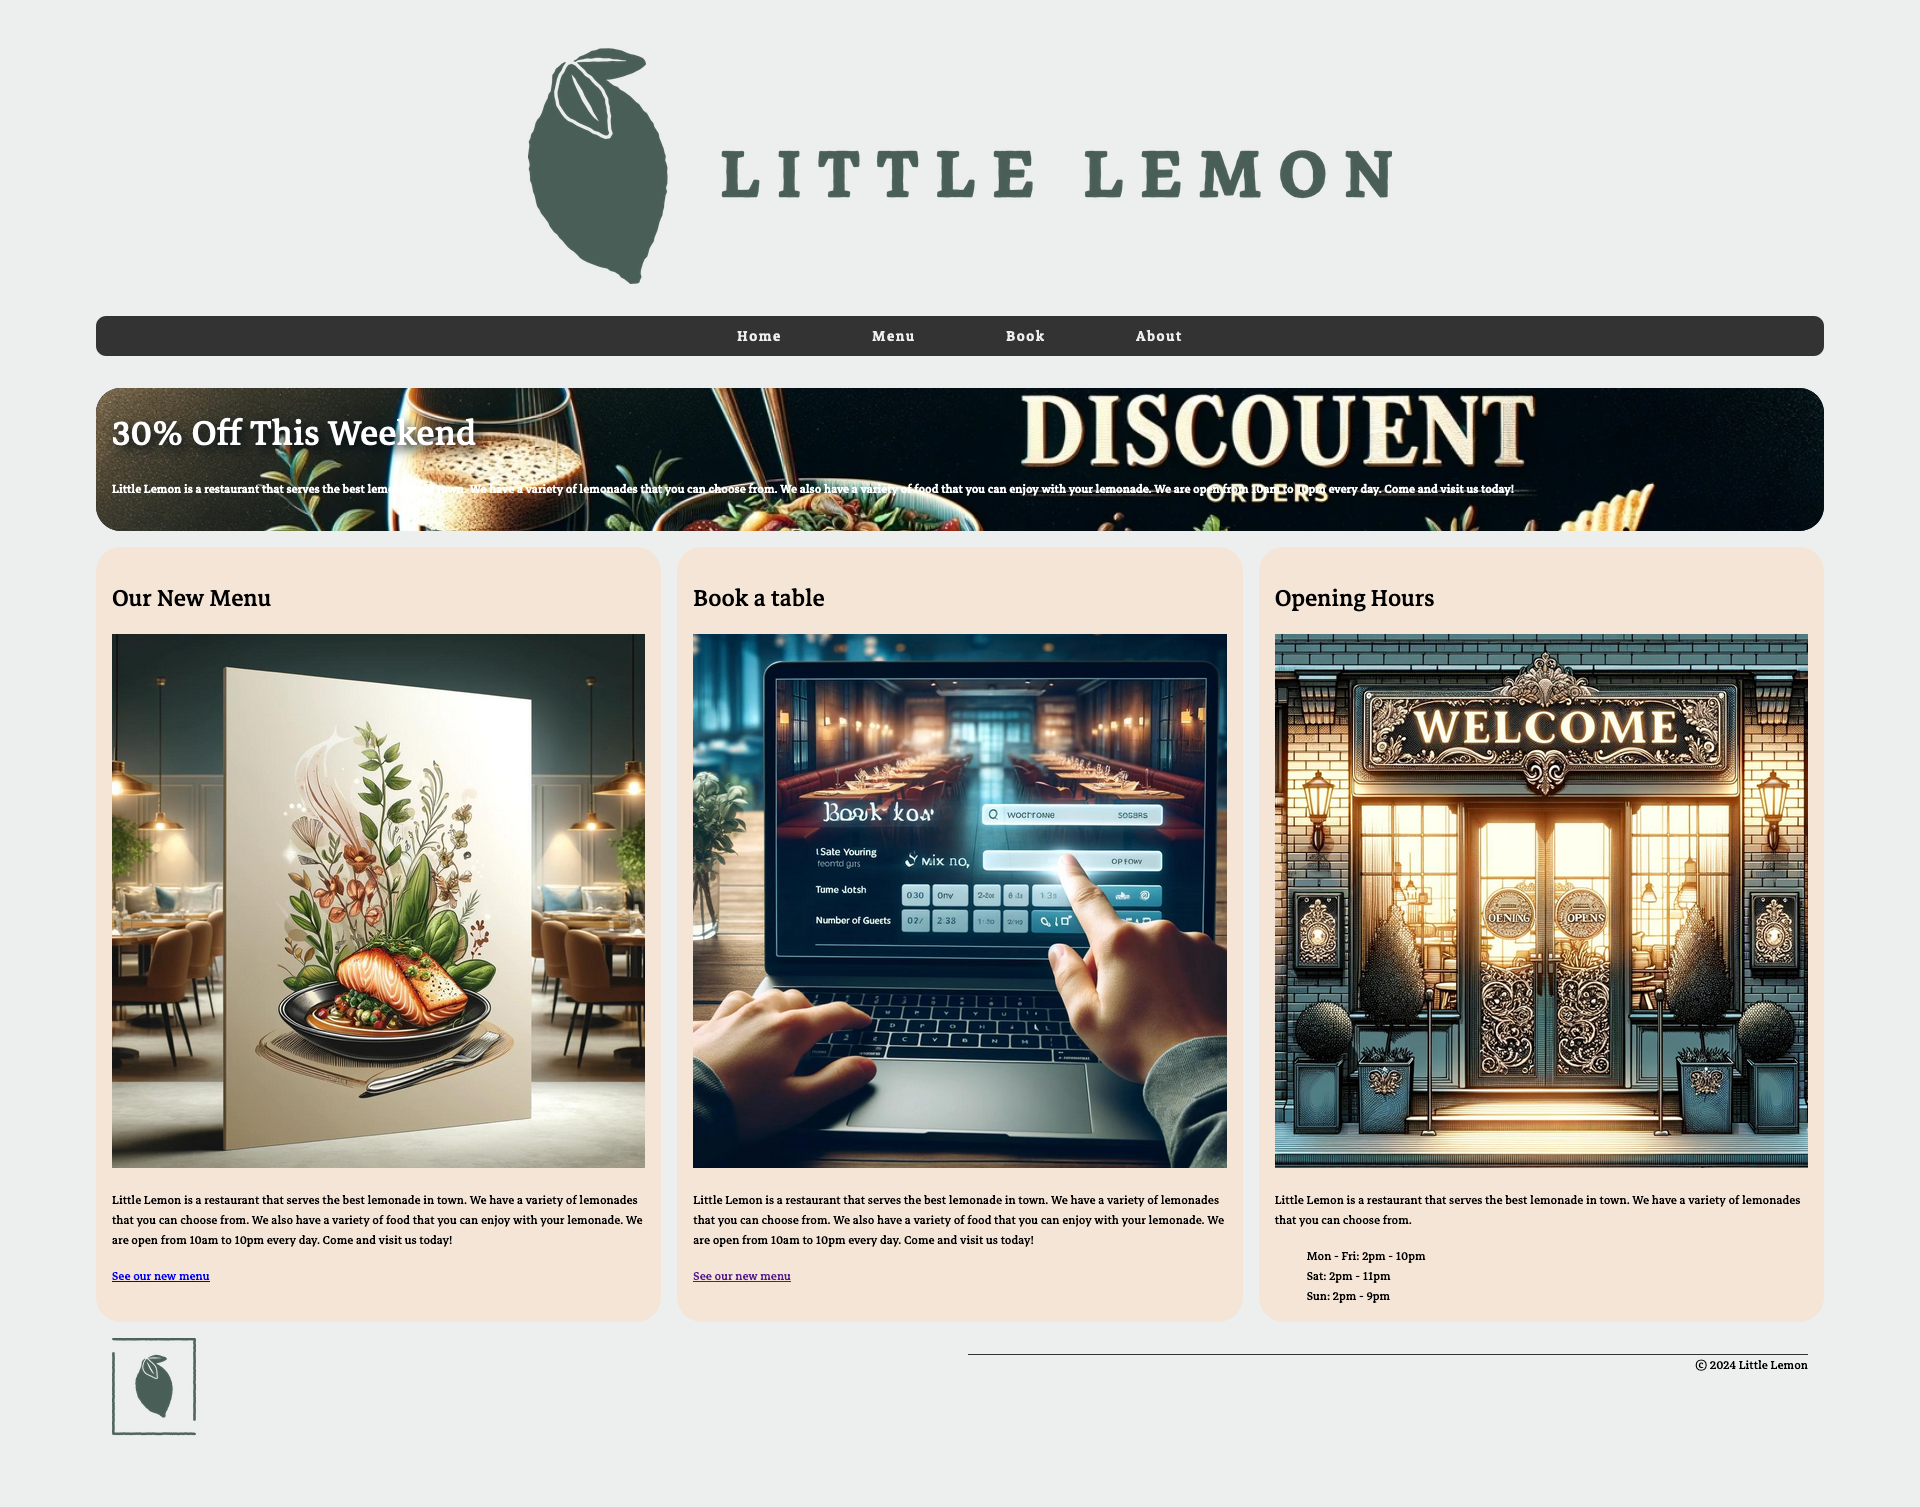 LITTLE LEMON
Home Menu Book About
DISCOUENT
30% Off This Weekend
Little Lemon is a restaurant that serves the best lemonade in town. We have a variety of lemonades that you can choose from. We also have a variety of food that you can enjoy with your lemonade. We are open from 10am to 10pm every day. Come and visit us today!
ORDERS
Our New Menu
Little Lemon is a restaurant that serves the best lemonade in town. We have a variety of lemonades
that you can choose from. We also have a variety of food that you can enjoy with your lemonade. We
are open from 10am to 10pm every day. Come and visit us today!
See our new menu
Book a table
Number of Guests
Little Lemon is a restaurant that serves the best lemonade in town. We have a variety of lemonades
that you can choose from. We also have a variety of food that you can enjoy with your lemonade. We
are open from 10am to 10pm every day. Come and visit us today!
See our new menu
Opening Hours
WELCOME
OENING OPENS
Little Lemon is a restaurant that serves the best lemonade in town. We have a variety of lemonades
that you can choose from.
Mon - Fri: 2pm - 10pm
Sat: 2pm - 11pm
Sun: 2pm - 9pm
© 2024 Little Lemon